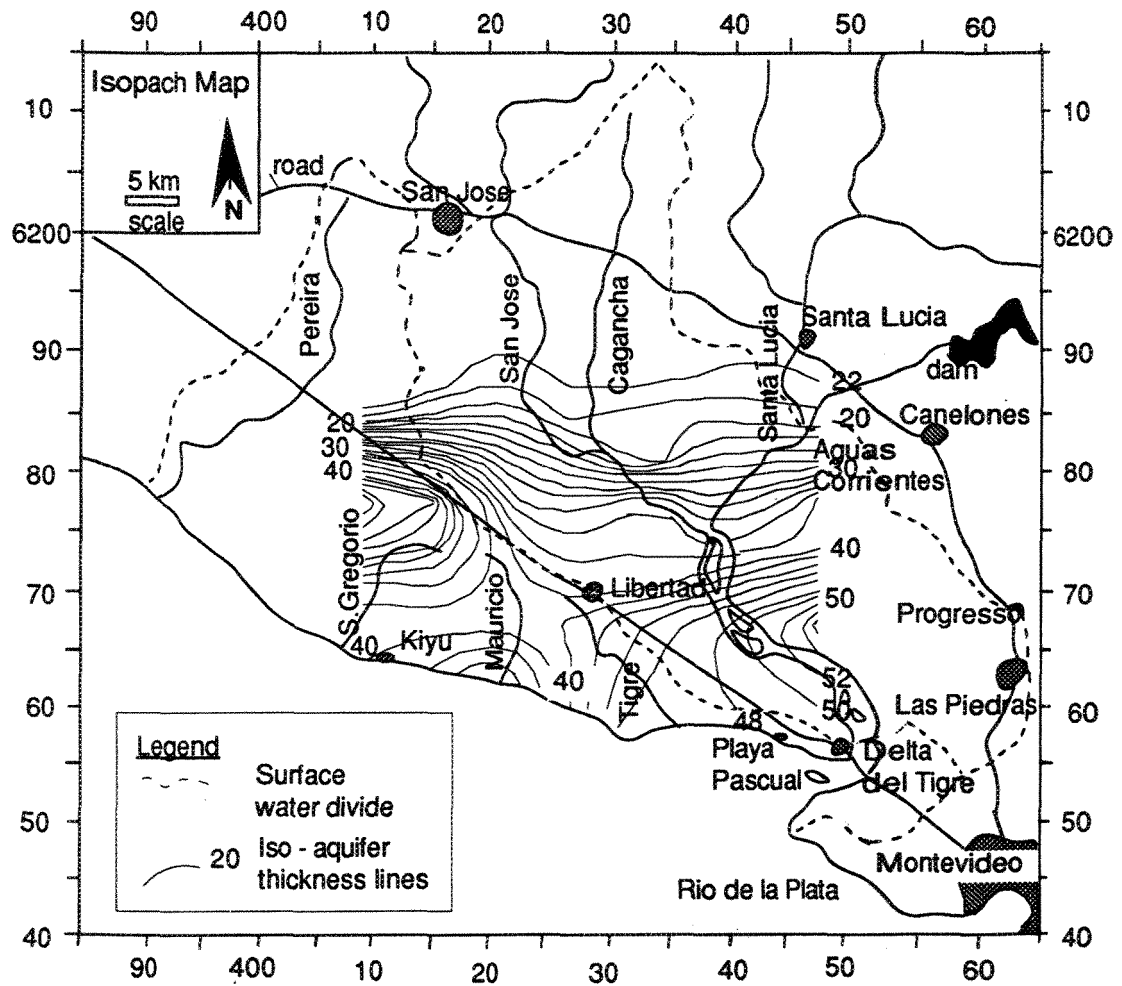 90 400 10 20 30 40 50 60
Isopach Map
10 10
road
5 km
scale
N
San Jose
6200 6200
Pereira
San Jose
Cagancha
Santa Lucia
Santa Lucia
90 90
dam
22
20
Canelones
20
30
40
Aguas
30
Corrientes
80 80
S. Gregorio
40
Mauricio
Libertad
50
70 70
Progresso
40
Kiyu
Tigre
40
52
50
Las Piedras
60 60
48
Playa
Pascual
Delta
del Tigre
Legend
Surface
water divide
20
Iso - aquifer
thickness lines
50 50
Montevideo
Rio de la Plata
40 40
90 400 10 20 30 40 50 60